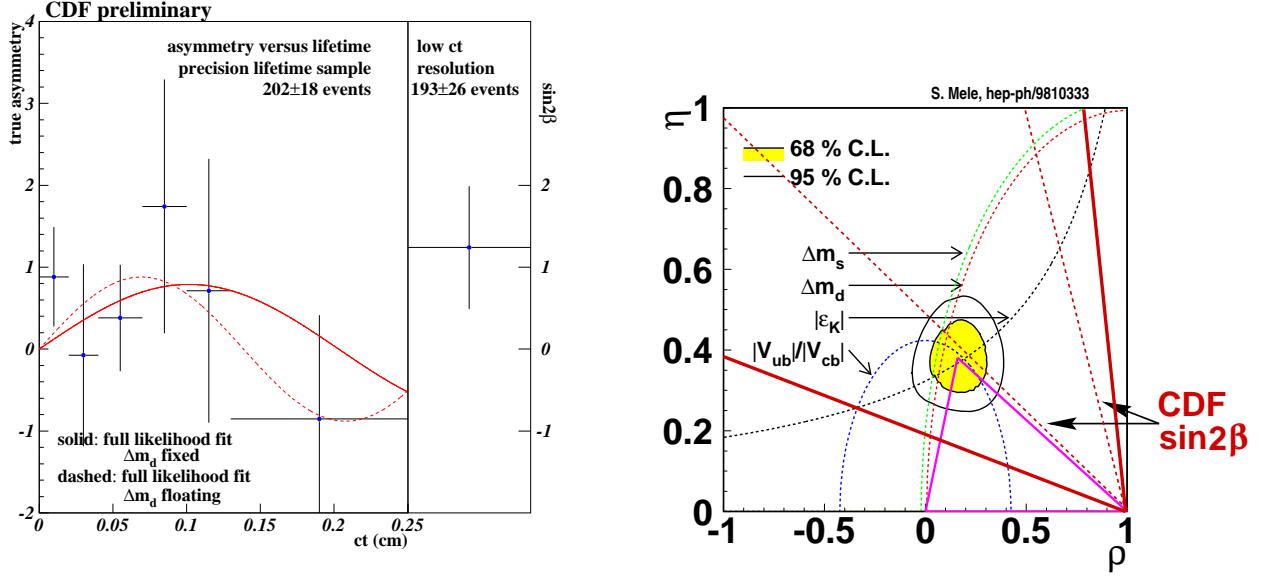 CDF preliminary
true asymmetry
4
3
2
1
0
-1
-2
asymmetry versus lifetime
precision lifetime sample
202±18 events
low ct
resolution
193±26 events
sin2β
2
1
0
-1
solid: full likelihood fit
Δm_d fixed
dashed: full likelihood fit
Δm_d floating
0 0.05 0.1 0.15 0.2 0.25
ct (cm)
S. Mele, hep-ph/9810333
η
1
0.8
0.6
0.4
0.2
0
68 % C.L.
95 % C.L.
Δm_s
Δm_d
|ε_K|
|V_ub|/|V_cb|
CDF
sin2β
-1 -0.5 0 0.5 1
ρ